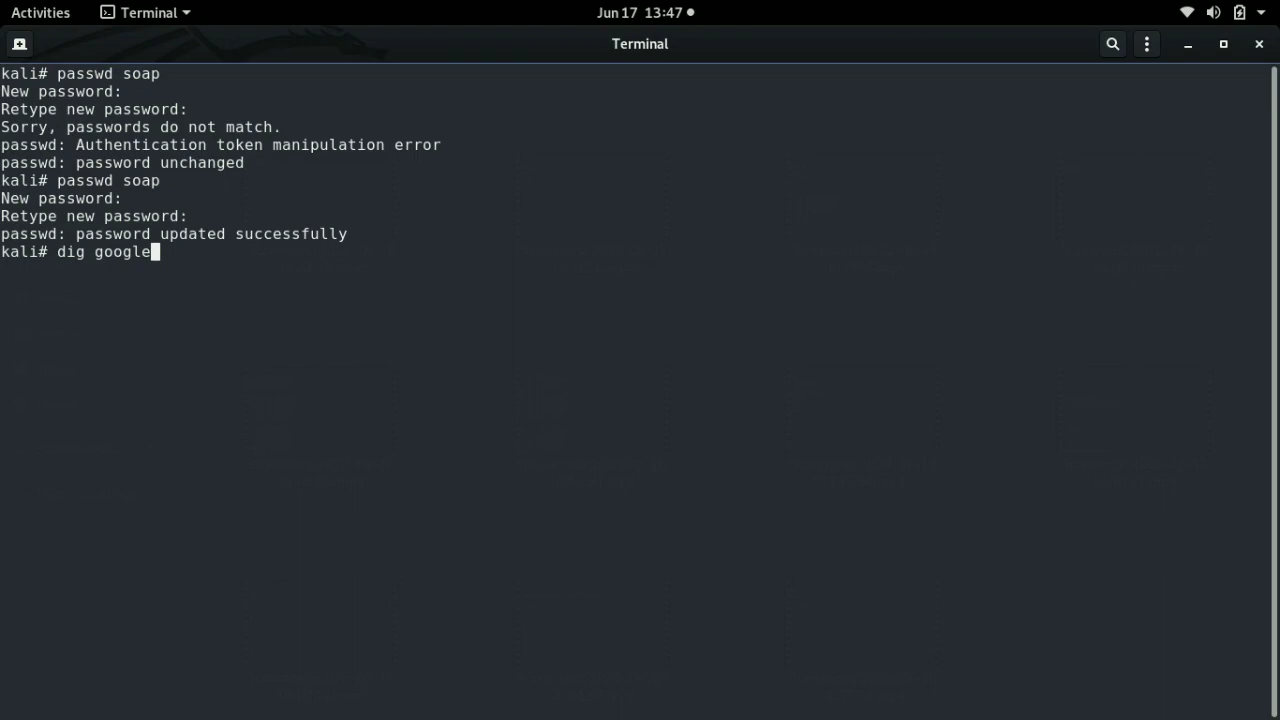 Activities Terminal Jun 17 13:47
Terminal
kali# passwd soap
New password:
Retype new password:
Sorry, passwords do not match.
passwd: Authentication token manipulation error
passwd: password unchanged
kali# passwd soap
New password:
Retype new password:
passwd: password updated successfully
kali# dig google